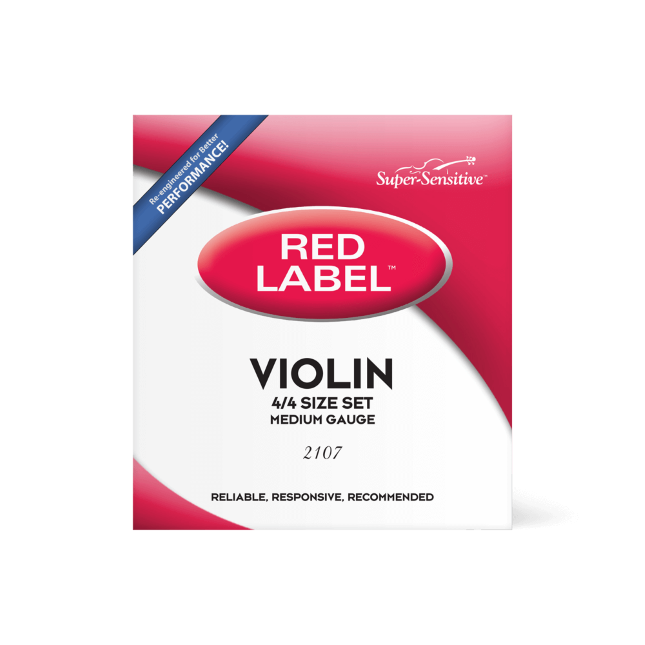 Re-engineered for Better
PERFORMANCE!
Super-Sensitive™
RED
LABEL™
VIOLIN
4/4 SIZE SET
MEDIUM GAUGE
2107
RELIABLE, RESPONSIVE, RECOMMENDED